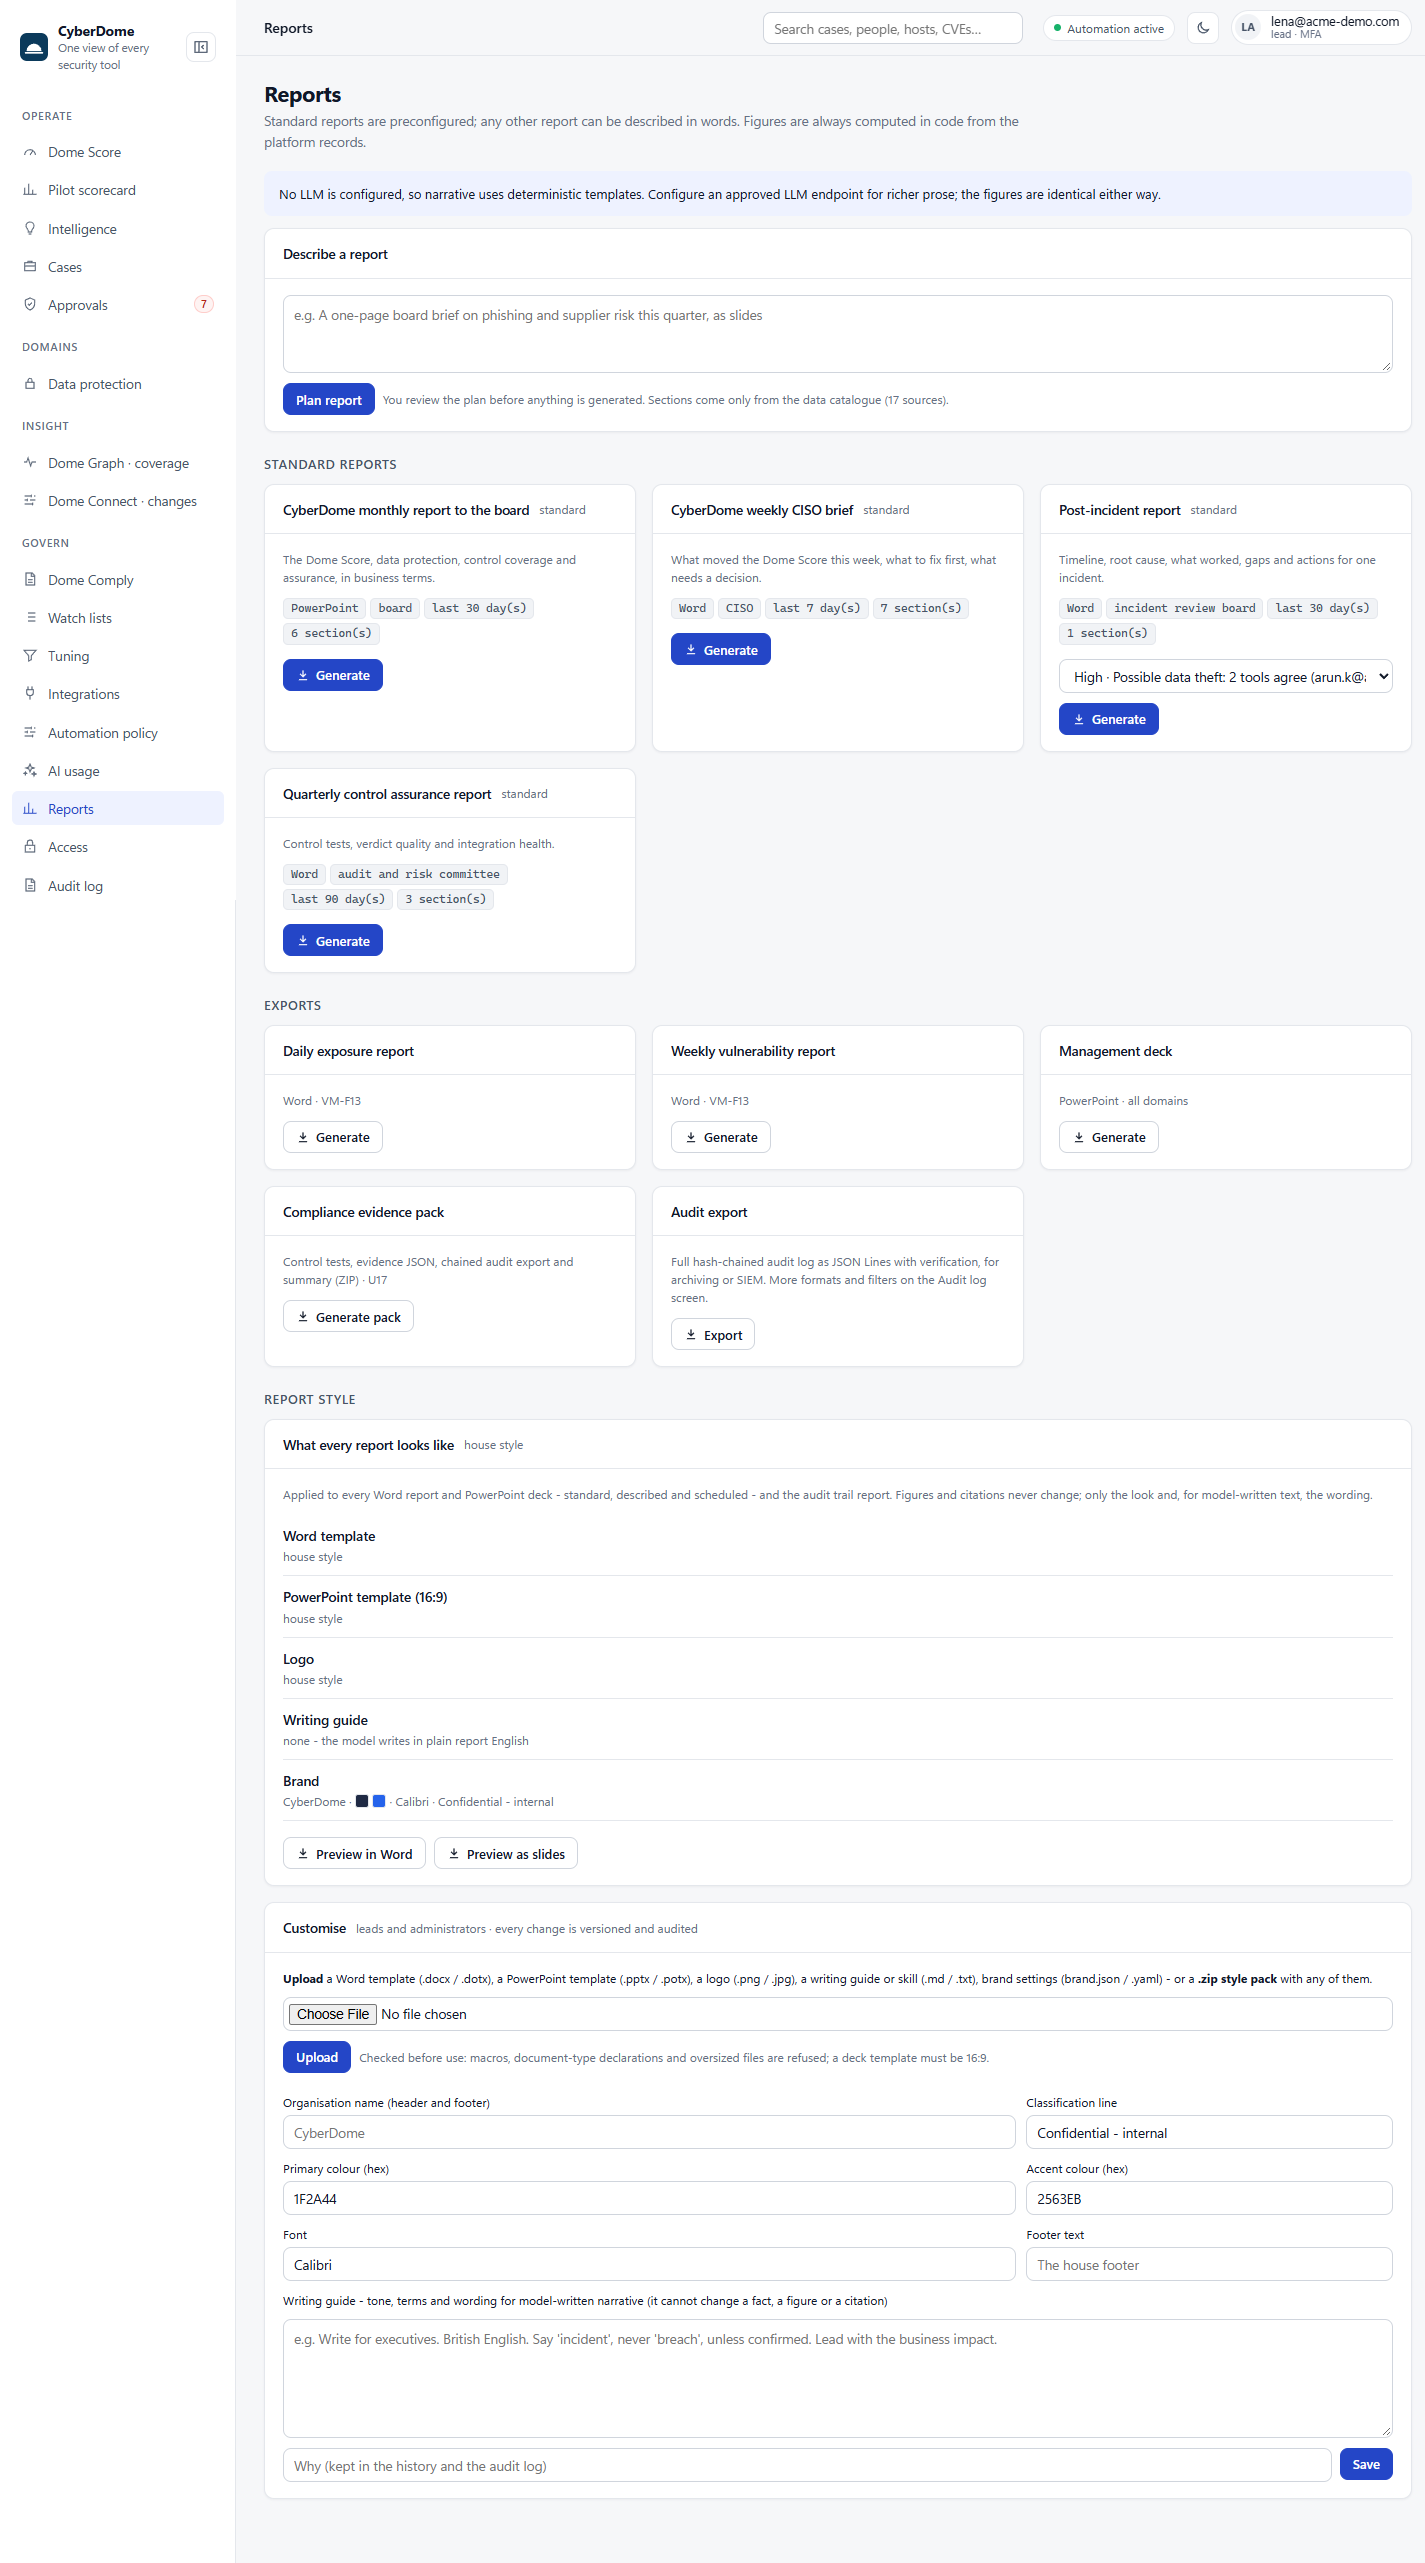 CyberDome
One view of every
security tool
OPERATE
Dome Score
Pilot scorecard
Intelligence
Cases
Approvals
7
DOMAINS
Data protection
INSIGHT
Dome Graph · coverage
Dome Connect · changes
GOVERN
Dome Comply
Watch lists
Tuning
Integrations
Automation policy
AI usage
Reports
Access
Audit log
Reports
Search cases, people, hosts, CVEs...
Automation active
LA
lena@acme-demo.com
lead · MFA
Reports
Standard reports are preconfigured; any other report can be described in words. Figures are always computed in code from the
platform records.
No LLM is configured, so narrative uses deterministic templates. Configure an approved LLM endpoint for richer prose; the figures are identical either way.
Describe a report
e.g. A one-page board brief on phishing and supplier risk this quarter, as slides
Plan report
You review the plan before anything is generated. Sections come only from the data catalogue (17 sources).
STANDARD REPORTS
CyberDome monthly report to the board standard
The Dome Score, data protection, control coverage and
assurance, in business terms.
PowerPoint board last 30 day(s)
6 section(s)
Generate
CyberDome weekly CISO brief standard
What moved the Dome Score this week, what to fix first, what
needs a decision.
Word CISO last 7 day(s) 7 section(s)
Generate
Post-incident report standard
Timeline, root cause, what worked, gaps and actions for one
incident.
Word incident review board last 30 day(s)
1 section(s)
High · Possible data theft: 2 tools agree (arun.k@
Generate
Quarterly control assurance report standard
Control tests, verdict quality and integration health.
Word audit and risk committee
last 90 day(s) 3 section(s)
Generate
EXPORTS
Daily exposure report
Word · VM-F13
Generate
Weekly vulnerability report
Word · VM-F13
Generate
Management deck
PowerPoint · all domains
Generate
Compliance evidence pack
Control tests, evidence JSON, chained audit export and
summary (ZIP) · U17
Generate pack
Audit export
Full hash-chained audit log as JSON Lines with verification, for
archiving or SIEM. More formats and filters on the Audit log
screen.
Export
REPORT STYLE
What every report looks like house style
Applied to every Word report and PowerPoint deck - standard, described and scheduled - and the audit trail report. Figures and citations never change; only the look and, for model-written text, the wording.
Word template
house style
PowerPoint template (16:9)
house style
Logo
house style
Writing guide
none - the model writes in plain report English
Brand
CyberDome · · Calibri · Confidential - internal
Preview in Word
Preview as slides
Customise leads and administrators · every change is versioned and audited
Upload a Word template (.docx / .dotx), a PowerPoint template (.pptx / .potx), a logo (.png / .jpg), a writing guide or skill (.md / .txt), brand settings (brand.json / .yaml) - or a .zip style pack with any of them.
Choose File No file chosen
Upload
Checked before use: macros, document-type declarations and oversized files are refused; a deck template must be 16:9.
Organisation name (header and footer)
CyberDome
Classification line
Confidential - internal
Primary colour (hex)
1F2A44
Accent colour (hex)
2563EB
Font
Calibri
Footer text
The house footer
Writing guide - tone, terms and wording for model-written narrative (it cannot change a fact, a figure or a citation)
e.g. Write for executives. British English. Say 'incident', never 'breach', unless confirmed. Lead with the business impact.
Why (kept in the history and the audit log)
Save